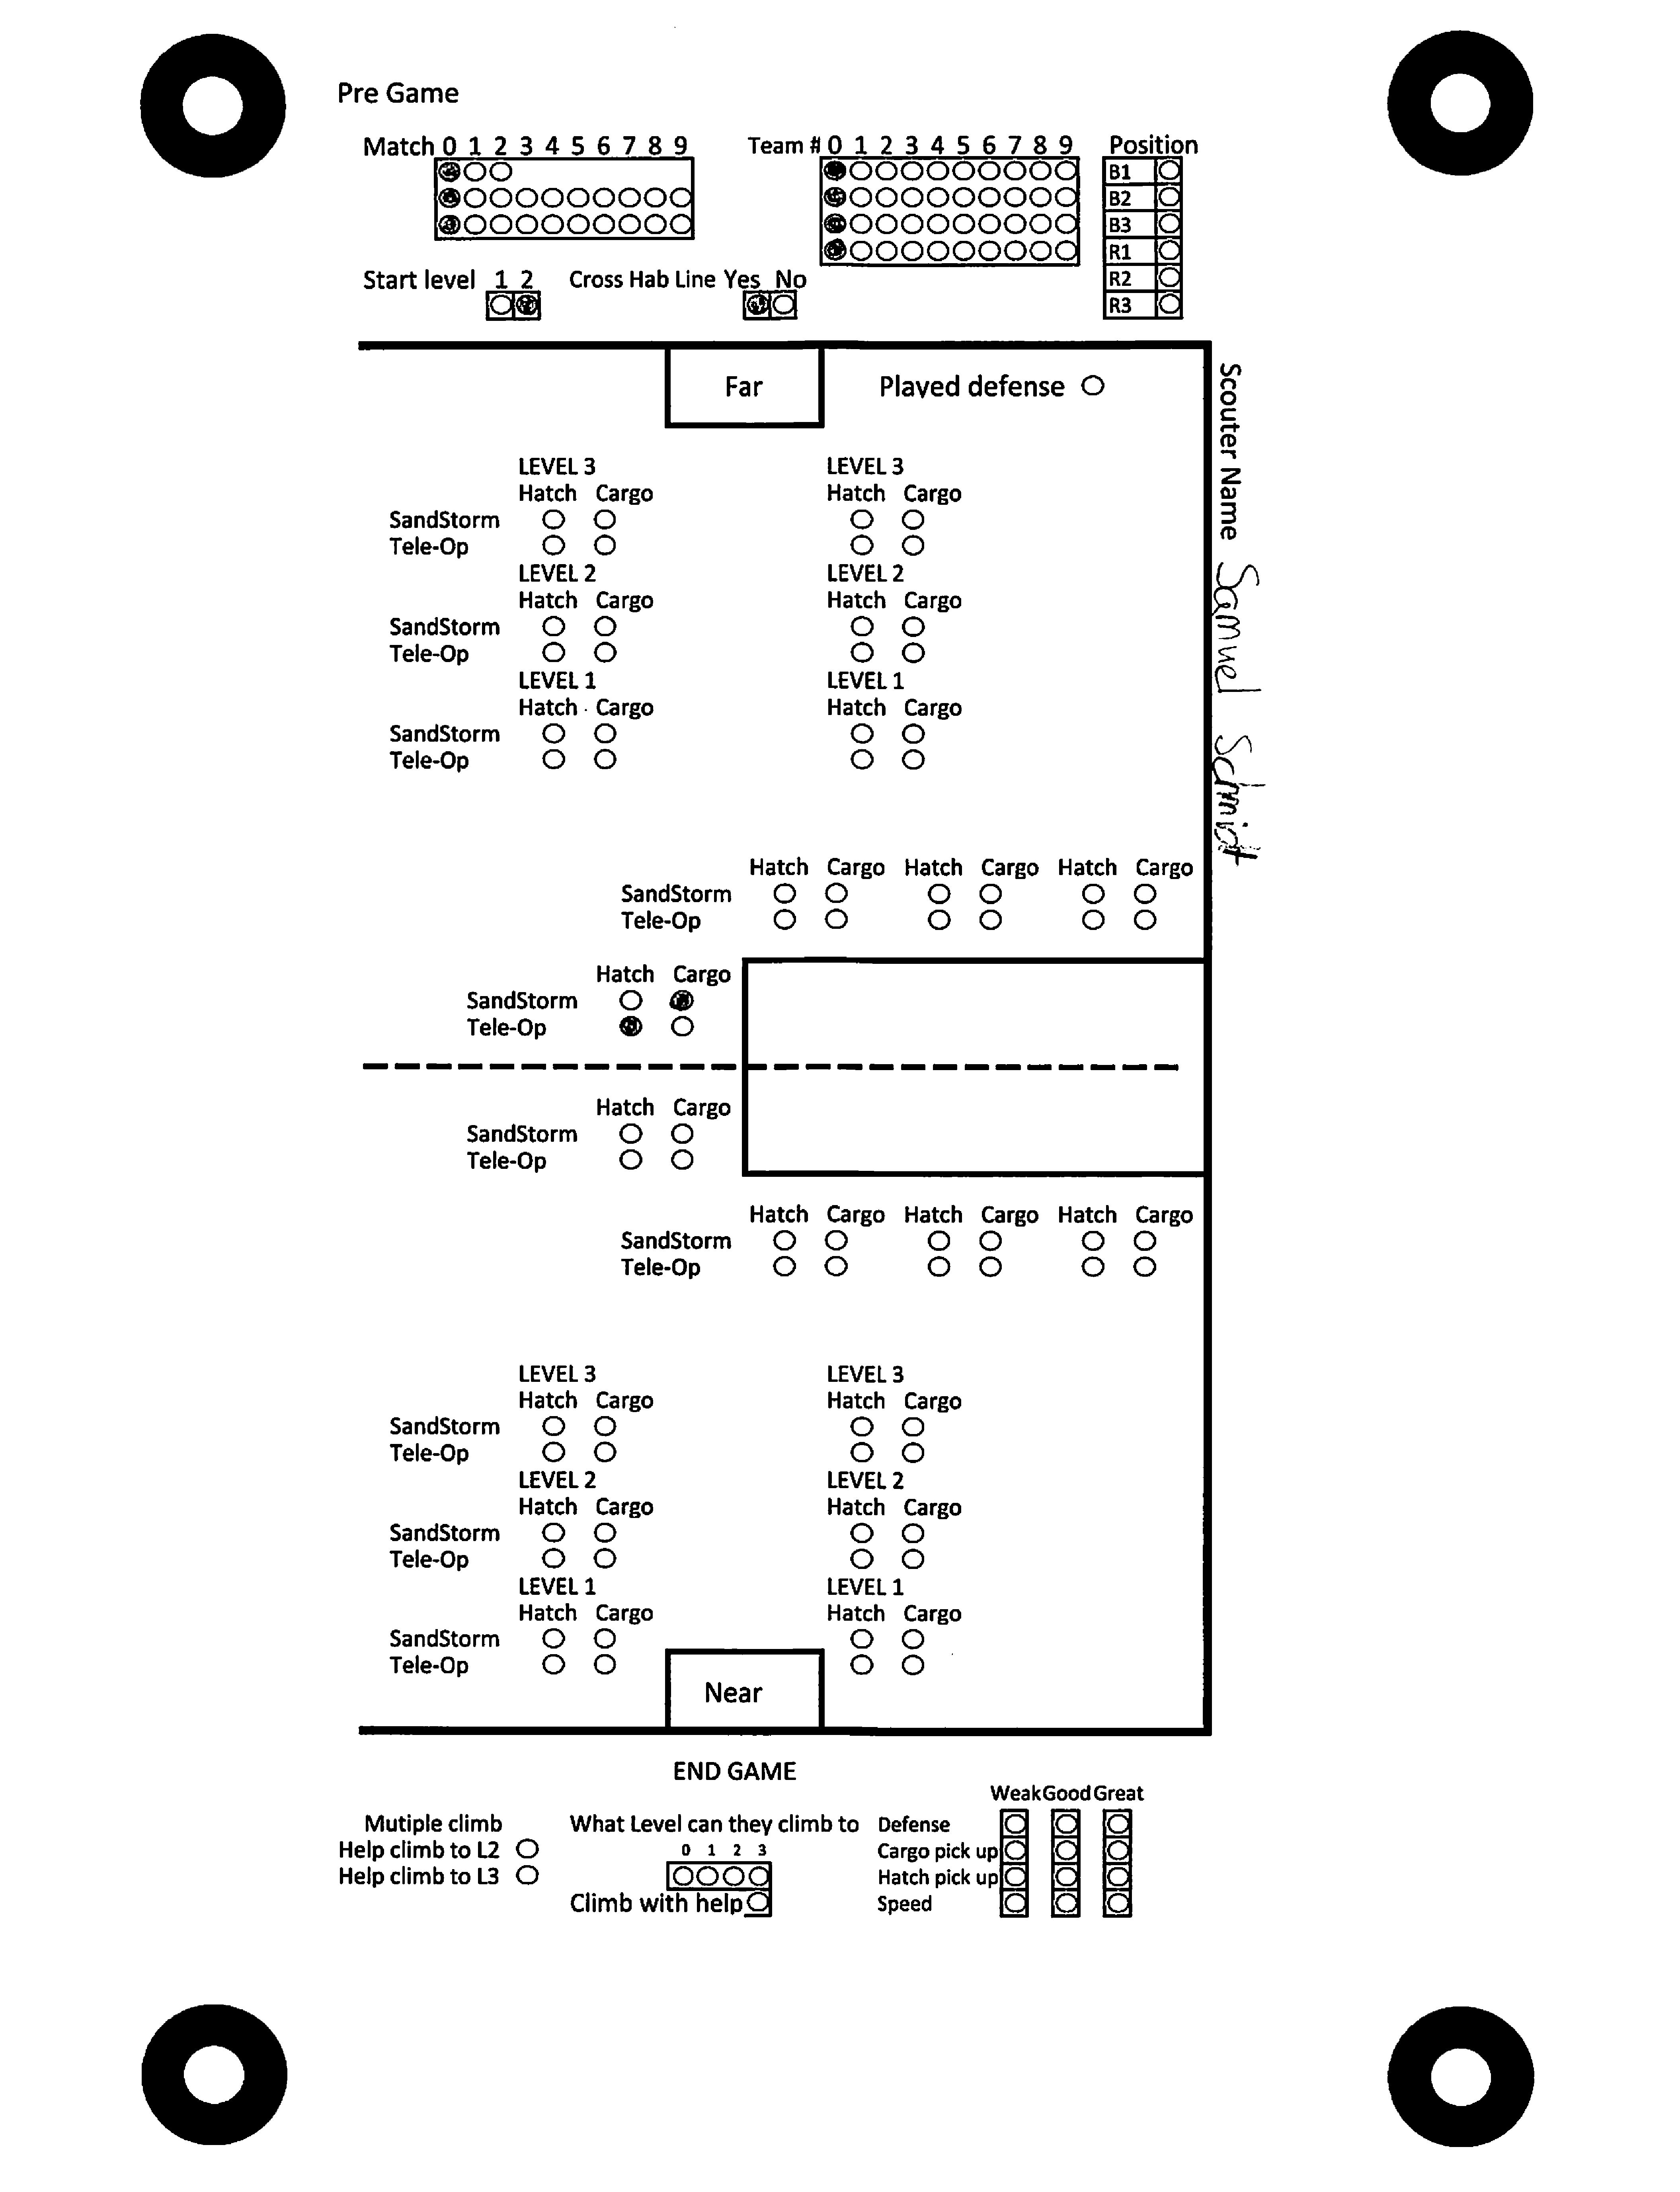 Pre Game
Match 0 1 2 3 4 5 6 7 8 9
Team # 0 1 2 3 4 5 6 7 8 9
Position
B1
B2
B3
R1
R2
R3
Start level 1 2
Cross Hab Line Yes No
Far
Played defense
Scouter Name Samuel Schmidt
LEVEL 3 LEVEL 3
Hatch Cargo Hatch Cargo
SandStorm
Tele-Op
LEVEL 2 LEVEL 2
Hatch Cargo Hatch Cargo
SandStorm
Tele-Op
LEVEL 1 LEVEL 1
Hatch Cargo Hatch Cargo
SandStorm
Tele-Op
Hatch Cargo Hatch Cargo Hatch Cargo
SandStorm
Tele-Op
Hatch Cargo
SandStorm
Tele-Op
Hatch Cargo
SandStorm
Tele-Op
Hatch Cargo Hatch Cargo Hatch Cargo
SandStorm
Tele-Op
LEVEL 3 LEVEL 3
Hatch Cargo Hatch Cargo
SandStorm
Tele-Op
LEVEL 2 LEVEL 2
Hatch Cargo Hatch Cargo
SandStorm
Tele-Op
LEVEL 1 LEVEL 1
Hatch Cargo Hatch Cargo
SandStorm
Tele-Op
Near
END GAME
Mutiple climb
Help climb to L2
Help climb to L3
What Level can they climb to
0 1 2 3
Climb with help
Weak Good Great
Defense
Cargo pick up
Hatch pick up
Speed